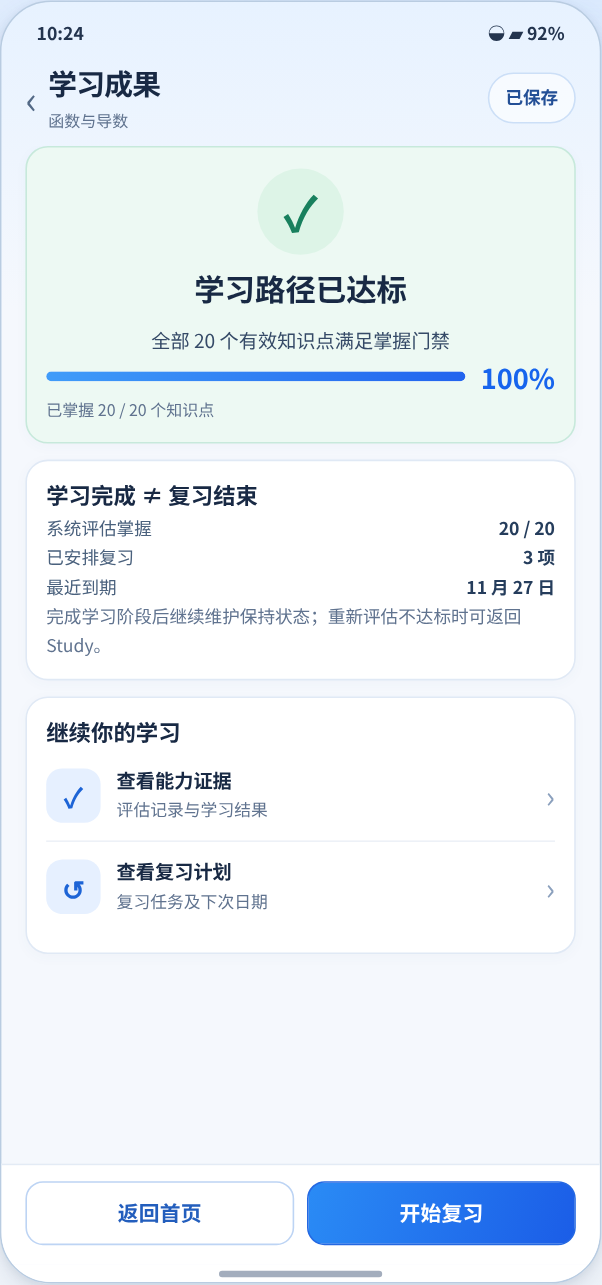 10:24
92%
学习成果
函数与导数
已保存
学习路径已达标
全部 20 个有效知识点满足掌握门禁
100%
已掌握 20 / 20 个知识点
学习完成 ≠ 复习结束
系统评估掌握 20 / 20
已安排复习 3 项
最近到期 11 月 27 日
完成学习阶段后继续维护保持状态；重新评估不达标时可返回
Study。
继续你的学习
查看能力证据
评估记录与学习结果
查看复习计划
复习任务及下次日期
返回首页
开始复习